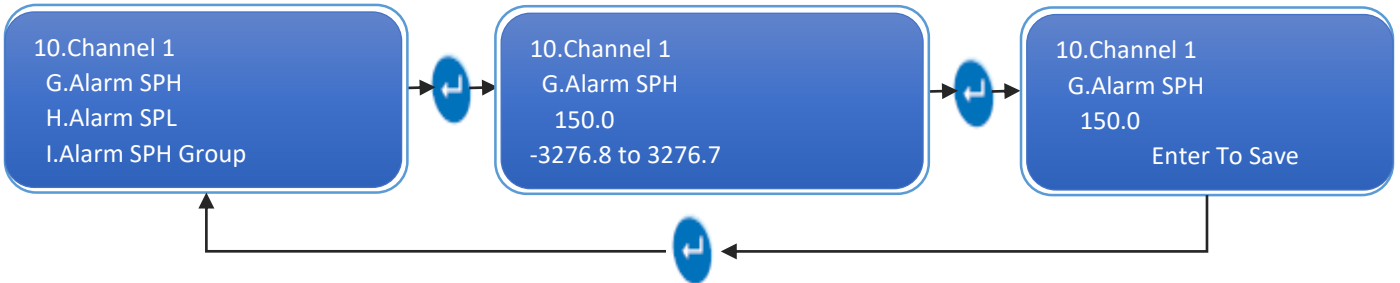 10.Channel 1
G.Alarm SPH
H.Alarm SPL
I.Alarm SPH Group
10.Channel 1
G.Alarm SPH
150.0
-3276.8 to 3276.7
10.Channel 1
G.Alarm SPH
150.0
Enter To Save